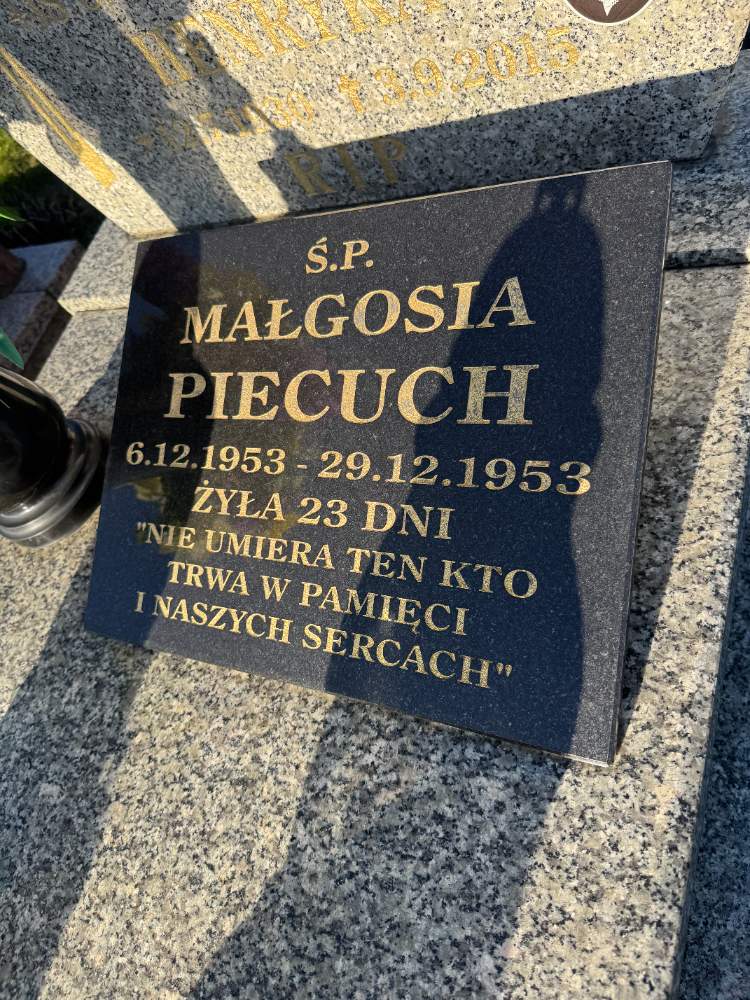 HENRYKA
✝.3.9.2015
RIP
Ś.P.
MAŁGOSIA
PIECUCH
6.12.1953 - 29.12.1953
ŻYŁA 23 DNI
"NIE UMIERA TEN KTO
TRWA W PAMIĘCI
I NASZYCH SERCACH"